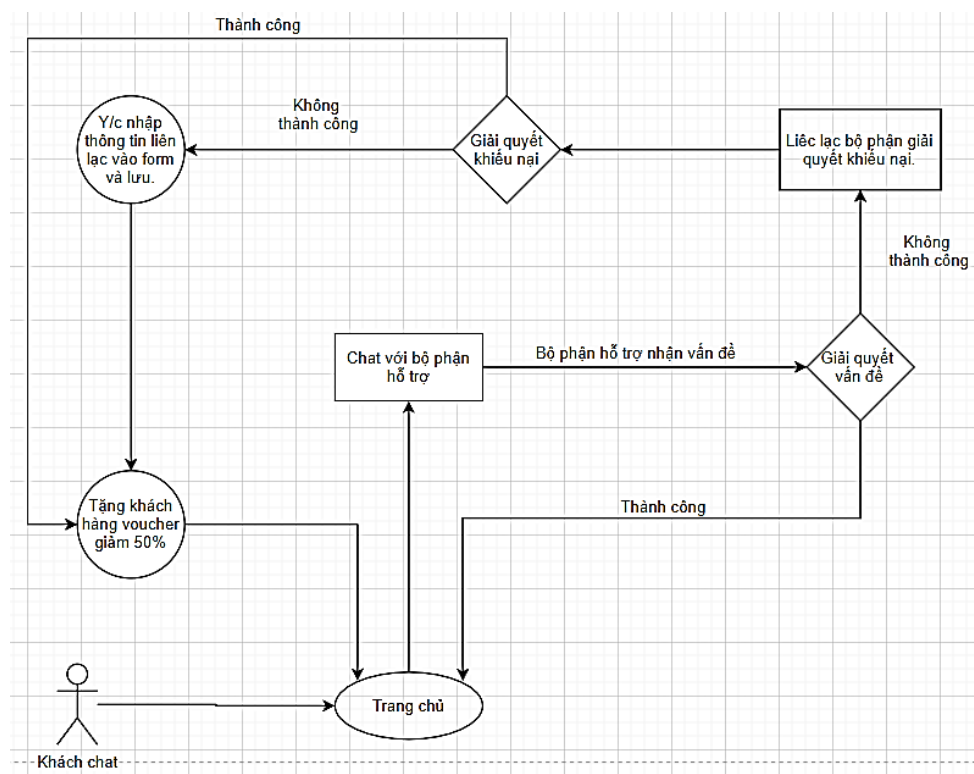 Thành công
Y/c nhập
thông tin liên
lạc vào form
và lưu.
Không
thành công
Giải quyết
khiếu nại
Liêc lạc bộ phận giải
quyết khiếu nại.
Không
thành công
Chat với bộ phận
hỗ trợ
Bộ phận hỗ trợ nhận vấn đề
Giải quyết
vấn đề
Tặng khách
hàng voucher
giảm 50%
Thành công
Trang chủ
Khách chat